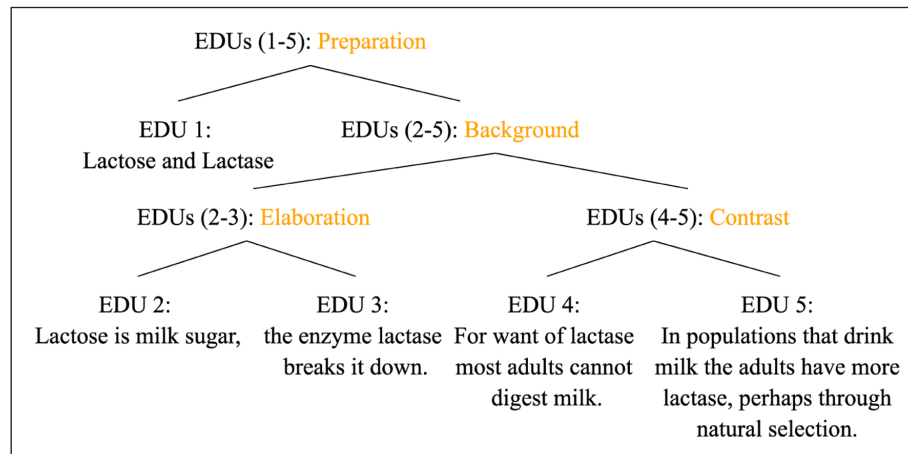 EDUs (1-5): Preparation
EDU 1:
Lactose and Lactase
EDUs (2-5): Background
EDUs (2-3): Elaboration
EDUs (4-5): Contrast
EDU 2:
Lactose is milk sugar,
EDU 3:
the enzyme lactase
breaks it down.
EDU 4:
For want of lactase
most adults cannot
digest milk.
EDU 5:
In populations that drink
milk the adults have more
lactase, perhaps through
natural selection.